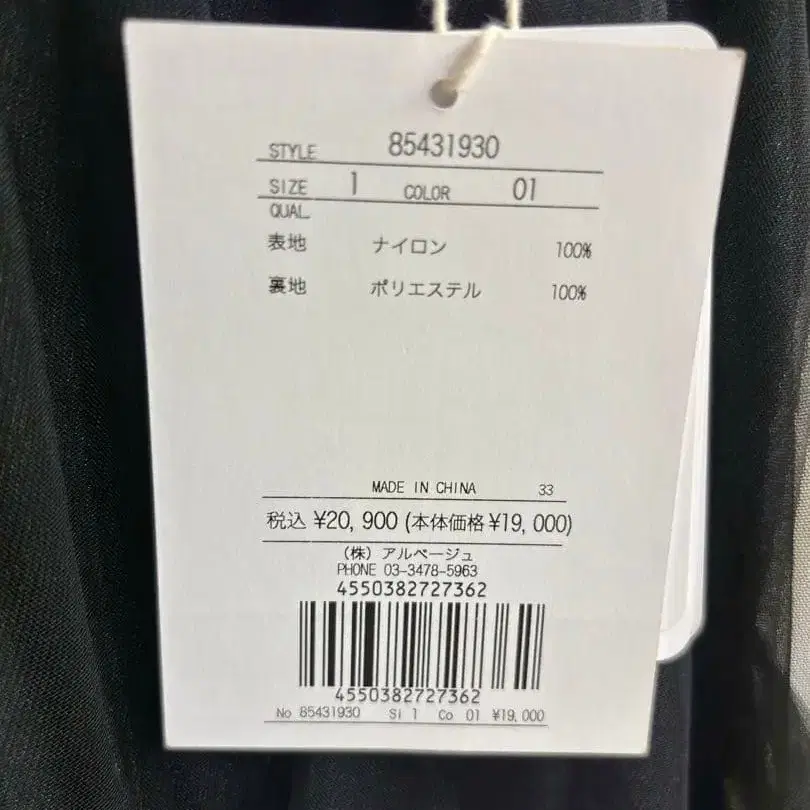 STYLE 85431930
SIZE 1 COLOR 01
QUAL
表地 ナイロン 100%
裏地 ポリエステル 100%
MADE IN CHINA 33
税込 ¥20,900 (本体価格¥19,000)
(株) アルページュ
PHONE 03-3478-5963
4550382727362
4550382727362
No 85431930 Si 1 Co 01 ¥19,000